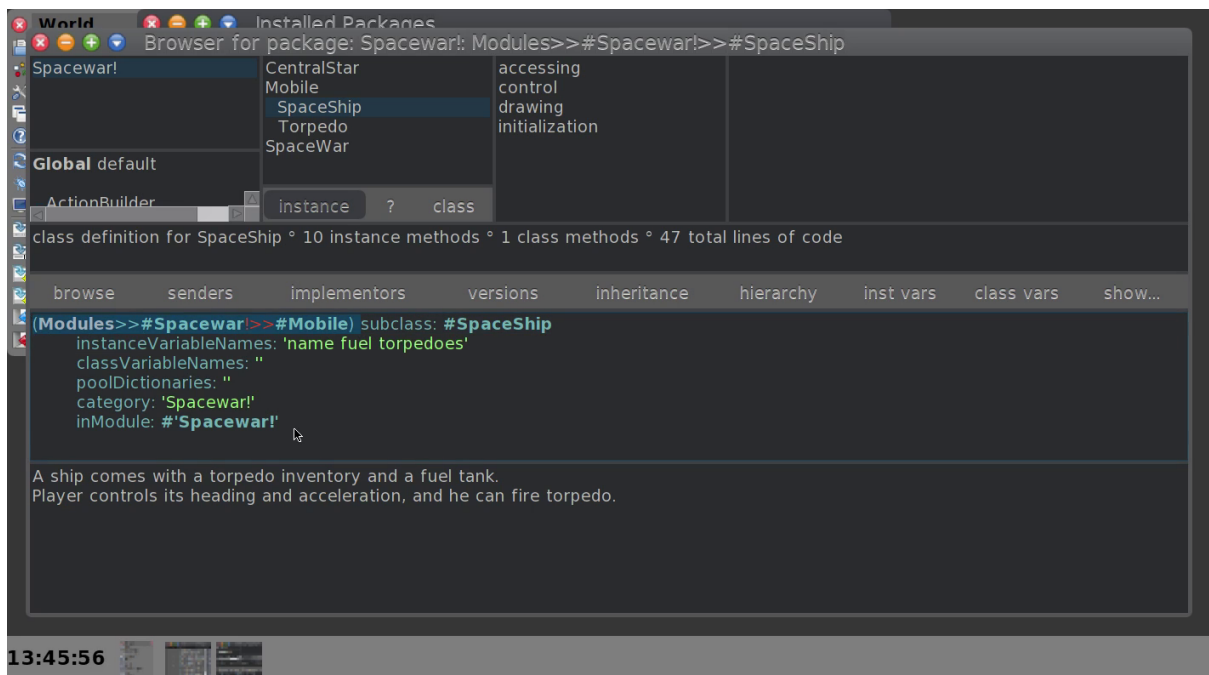 World
Installed Packages
Browser for package: Spacewar!: Modules>>#Spacewar!>>#SpaceShip
Spacewar!
Global default
ActionBuilder
CentralStar
Mobile
SpaceShip
Torpedo
SpaceWar
instance ? class
accessing
control
drawing
initialization
class definition for SpaceShip ° 10 instance methods ° 1 class methods ° 47 total lines of code
browse senders implementors versions inheritance hierarchy inst vars class vars show...
(Modules>>#Spacewar!>>#Mobile) subclass: #SpaceShip
instanceVariableNames: 'name fuel torpedoes'
classVariableNames: ''
poolDictionaries: ''
category: 'Spacewar!'
inModule: #'Spacewar!'
A ship comes with a torpedo inventory and a fuel tank.
Player controls its heading and acceleration, and he can fire torpedo.
13:45:56